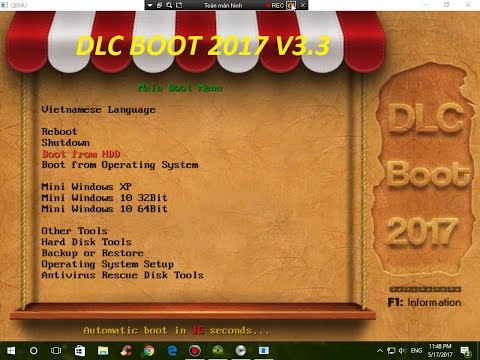 QEMU
Toàn màn hình
REC
DLC BOOT 2017 V3.3
Main Boot Menu
Vietnamese Language
Reboot
Shutdown
Boot from HDD
Boot from Operating System
Mini Windows XP
Mini Windows 10 32Bit
Mini Windows 10 64Bit
Other Tools
Hard Disk Tools
Backup or Restore
Operating System Setup
Antivirus Rescue Disk Tools
DLC
Boot
2017
F1: Information
Automatic boot in 15 seconds...
ENG
11:48 PM
5/17/2017